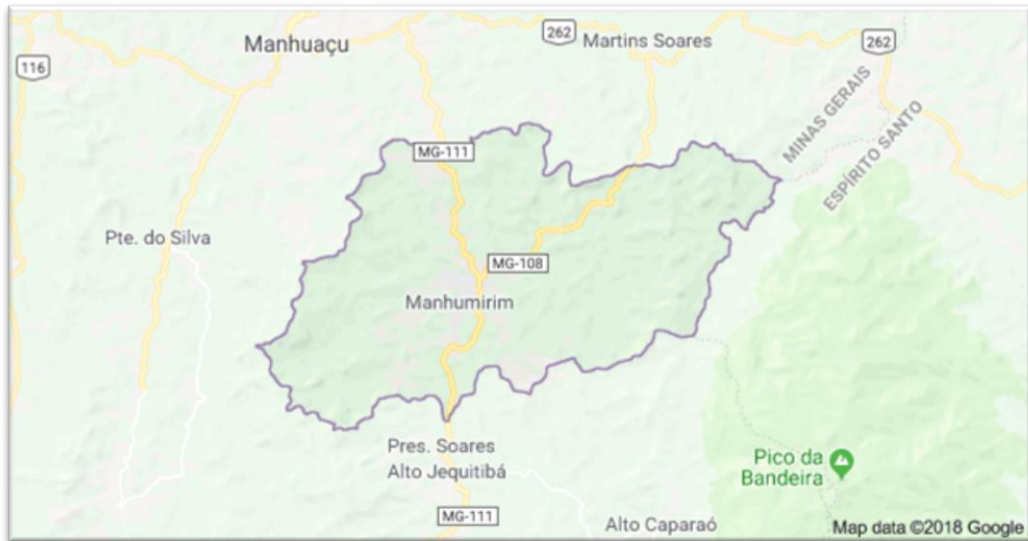 Manhuaçu
262
Martins Soares
262
116
MINAS GERAIS
ESPÍRITO SANTO
MG-111
Pte. do Silva
MG-108
Manhumirim
Pres. Soares
Alto Jequitibá
Pico da
Bandeira
MG-111
Alto Caparaó
Map data ©2018 Google